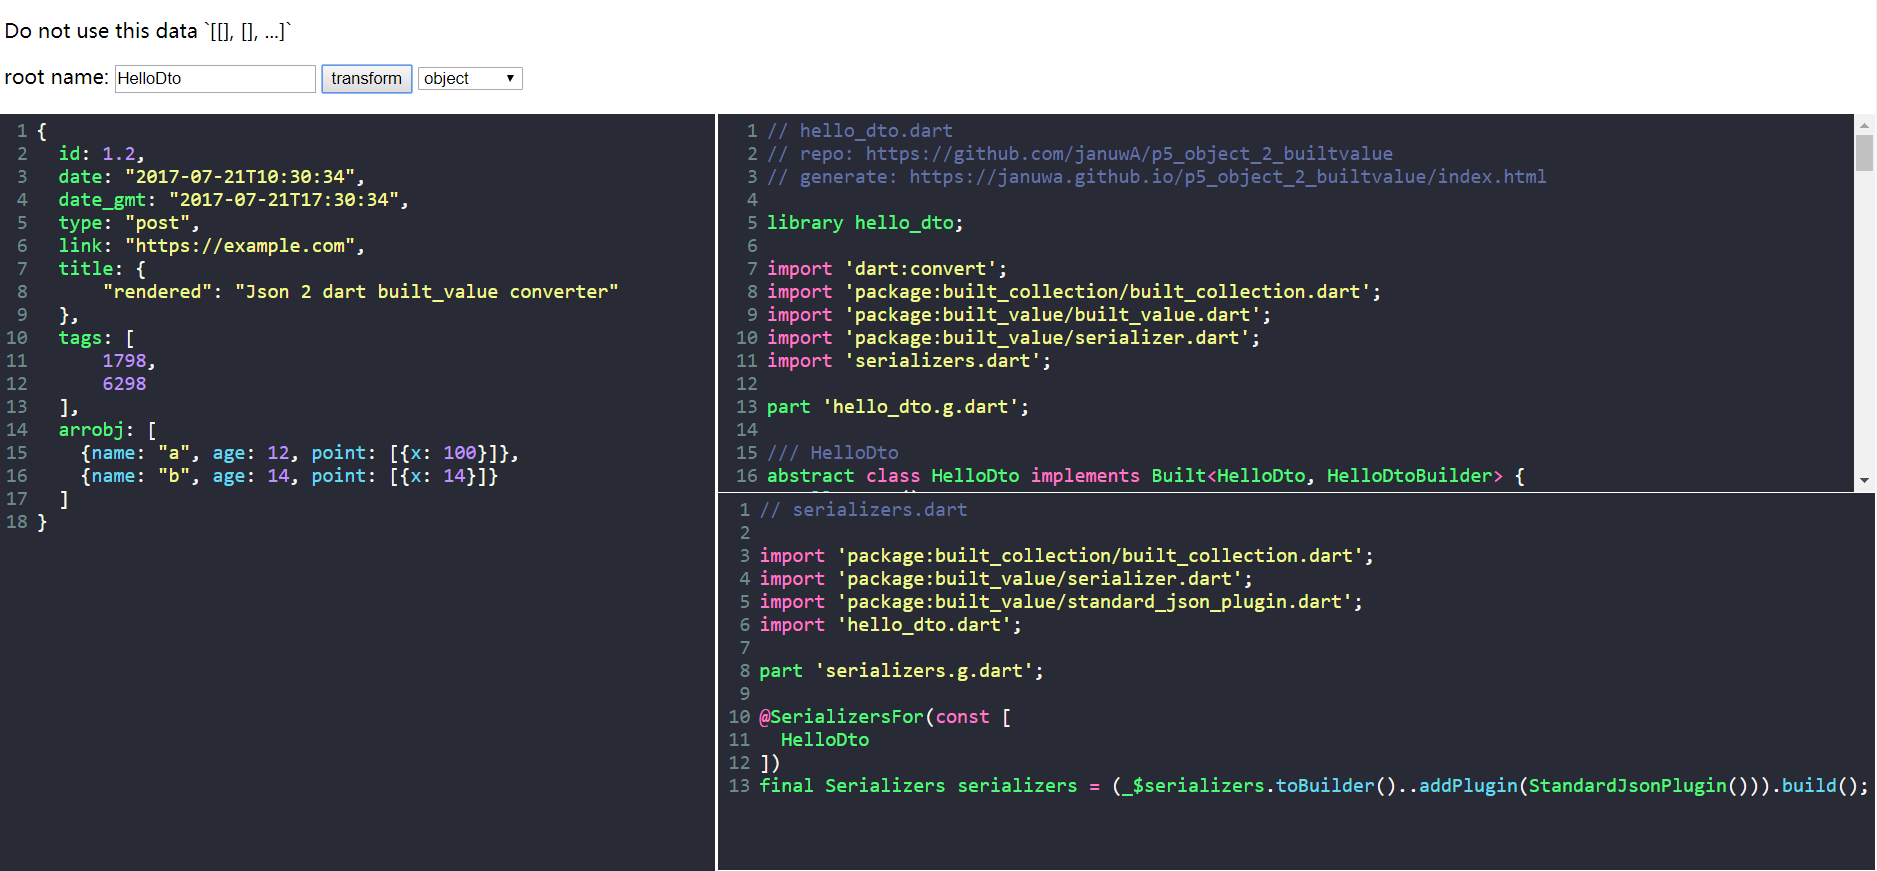 Do not use this data `[[], [], ...]`
root name: HelloDto transform object
1 {
2   id: 1.2,
3   date: "2017-07-21T10:30:34",
4   date_gmt: "2017-07-21T17:30:34",
5   type: "post",
6   link: "https://example.com",
7   title: {
8       "rendered": "Json 2 dart built_value converter"
9   },
10   tags: [
11       1798,
12       6298
13   ],
14   arrobj: [
15     {name: "a", age: 12, point: [{x: 100}]},
16     {name: "b", age: 14, point: [{x: 14}]}
17   ]
18 }
1 // hello_dto.dart
2 // repo: https://github.com/januwA/p5_object_2_builtvalue
3 // generate: https://januwa.github.io/p5_object_2_builtvalue/index.html
4
5 library hello_dto;
6
7 import 'dart:convert';
8 import 'package:built_collection/built_collection.dart';
9 import 'package:built_value/built_value.dart';
10 import 'package:built_value/serializer.dart';
11 import 'serializers.dart';
12
13 part 'hello_dto.g.dart';
14
15 /// HelloDto
16 abstract class HelloDto implements Built<HelloDto, HelloDtoBuilder> {
1 // serializers.dart
2
3 import 'package:built_collection/built_collection.dart';
4 import 'package:built_value/serializer.dart';
5 import 'package:built_value/standard_json_plugin.dart';
6 import 'hello_dto.dart';
7
8 part 'serializers.g.dart';
9
10 @SerializersFor(const [
11   HelloDto
12 ])
13 final Serializers serializers = (_$serializers.toBuilder()..addPlugin(StandardJsonPlugin())).build();